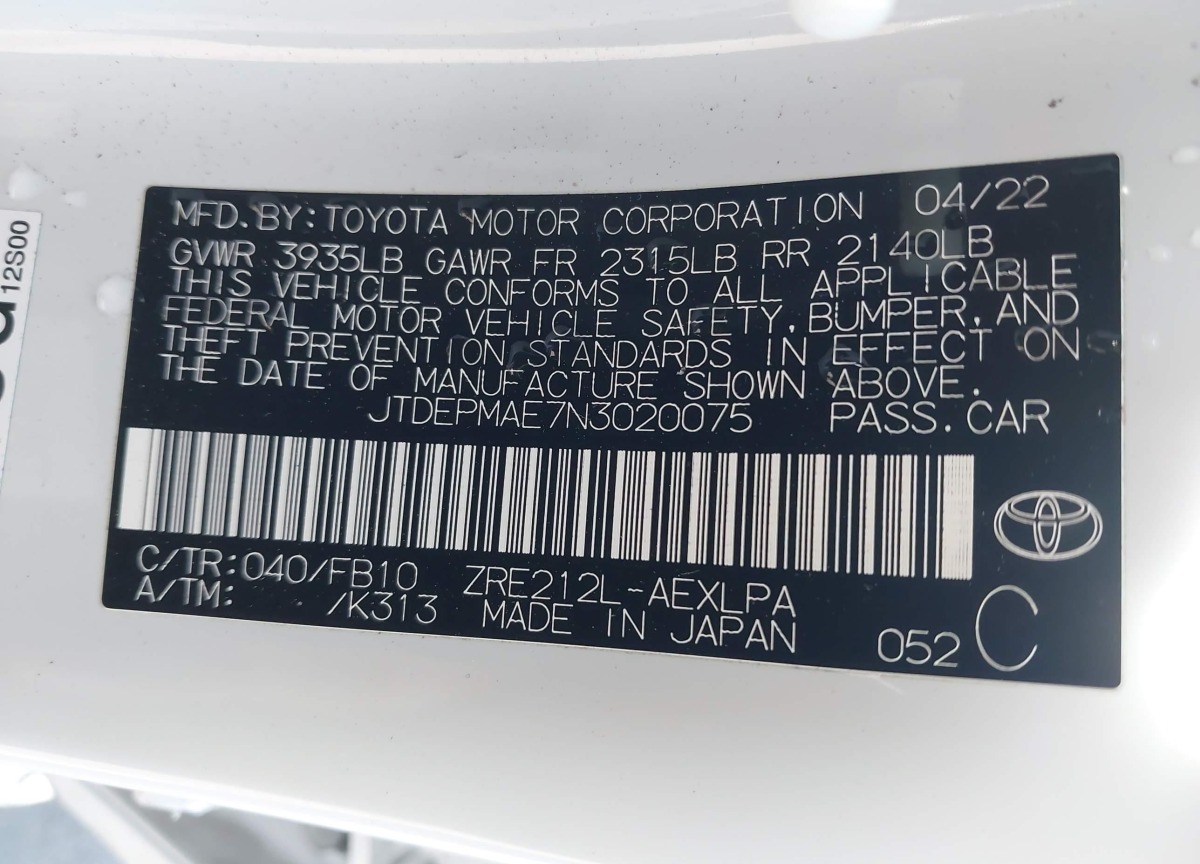 MFD.BY:TOYOTA MOTOR CORPORATION 04/22
GVWR 3935LB GAWR FR 2315LB RR 2140LB
THIS VEHICLE CONFORMS TO ALL APPLICABLE
FEDERAL MOTOR VEHICLE SAFETY, BUMPER, AND
THEFT PREVENTION STANDARDS IN EFFECT ON
THE DATE OF MANUFACTURE SHOWN ABOVE.
JTDEPMAE7N3020075 PASS.CAR
C/TR:040/FB10 ZRE212L-AEXLPA
A/TM: /K313 MADE IN JAPAN 052 C
12S00